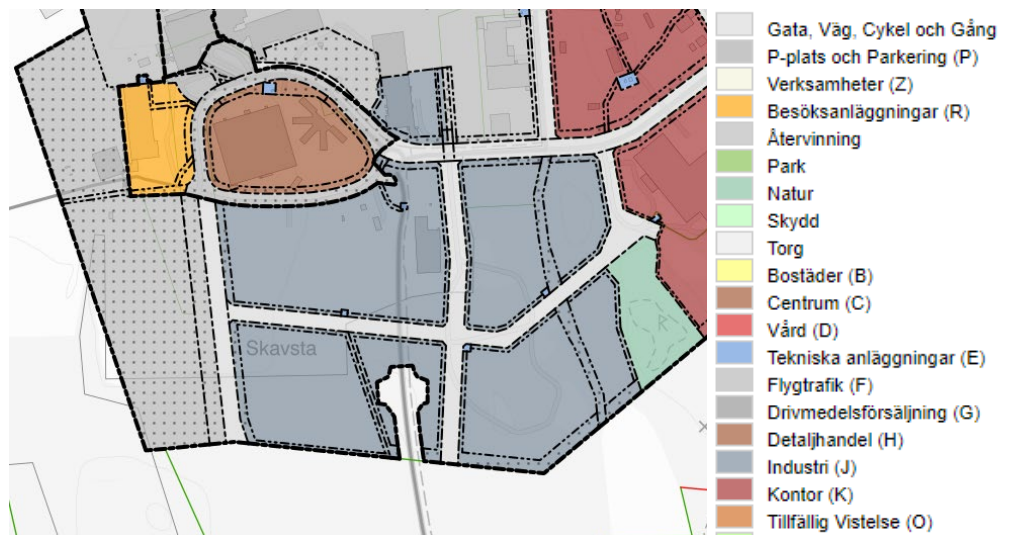 Skavsta
R
Gata, Väg, Cykel och Gång
P-plats och Parkering (P)
Verksamheter (Z)
Besöksanläggningar (R)
Återvinning
Park
Natur
Skydd
Torg
Bostäder (B)
Centrum (C)
Vård (D)
Tekniska anläggningar (E)
Flygtrafik (F)
Drivmedelsförsäljning (G)
Detaljhandel (H)
Industri (J)
Kontor (K)
Tillfällig Vistelse (O)